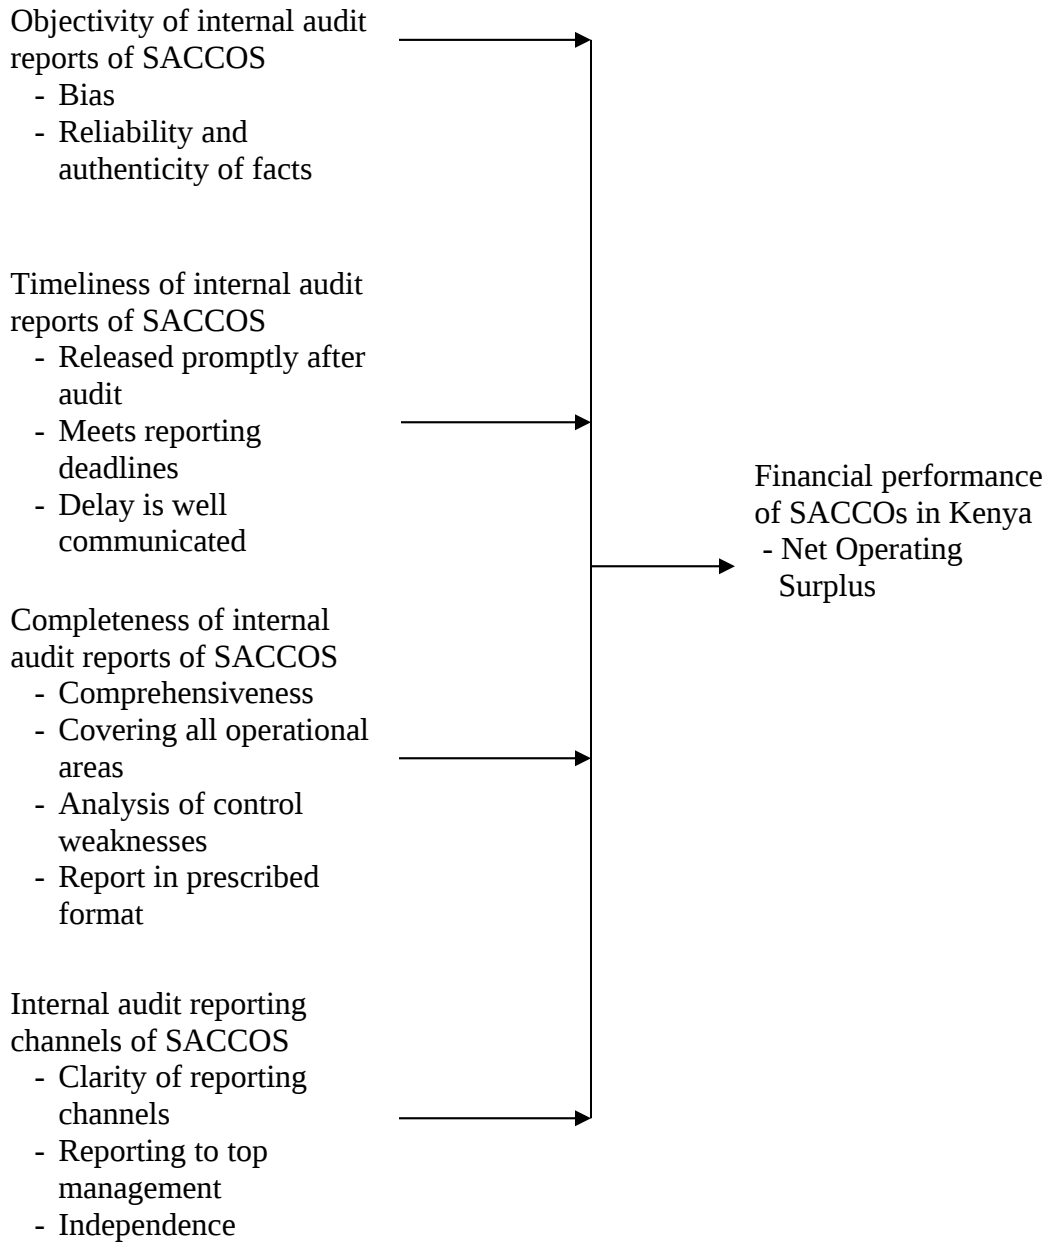 Objectivity of internal audit
reports of SACCOS
- Bias
- Reliability and
authenticity of facts
Timeliness of internal audit
reports of SACCOS
- Released promptly after
audit
- Meets reporting
deadlines
- Delay is well
communicated
Completeness of internal
audit reports of SACCOS
- Comprehensiveness
- Covering all operational
areas
- Analysis of control
weaknesses
- Report in prescribed
format
Internal audit reporting
channels of SACCOS
- Clarity of reporting
channels
- Reporting to top
management
- Independence
Financial performance
of SACCOs in Kenya
- Net Operating
Surplus